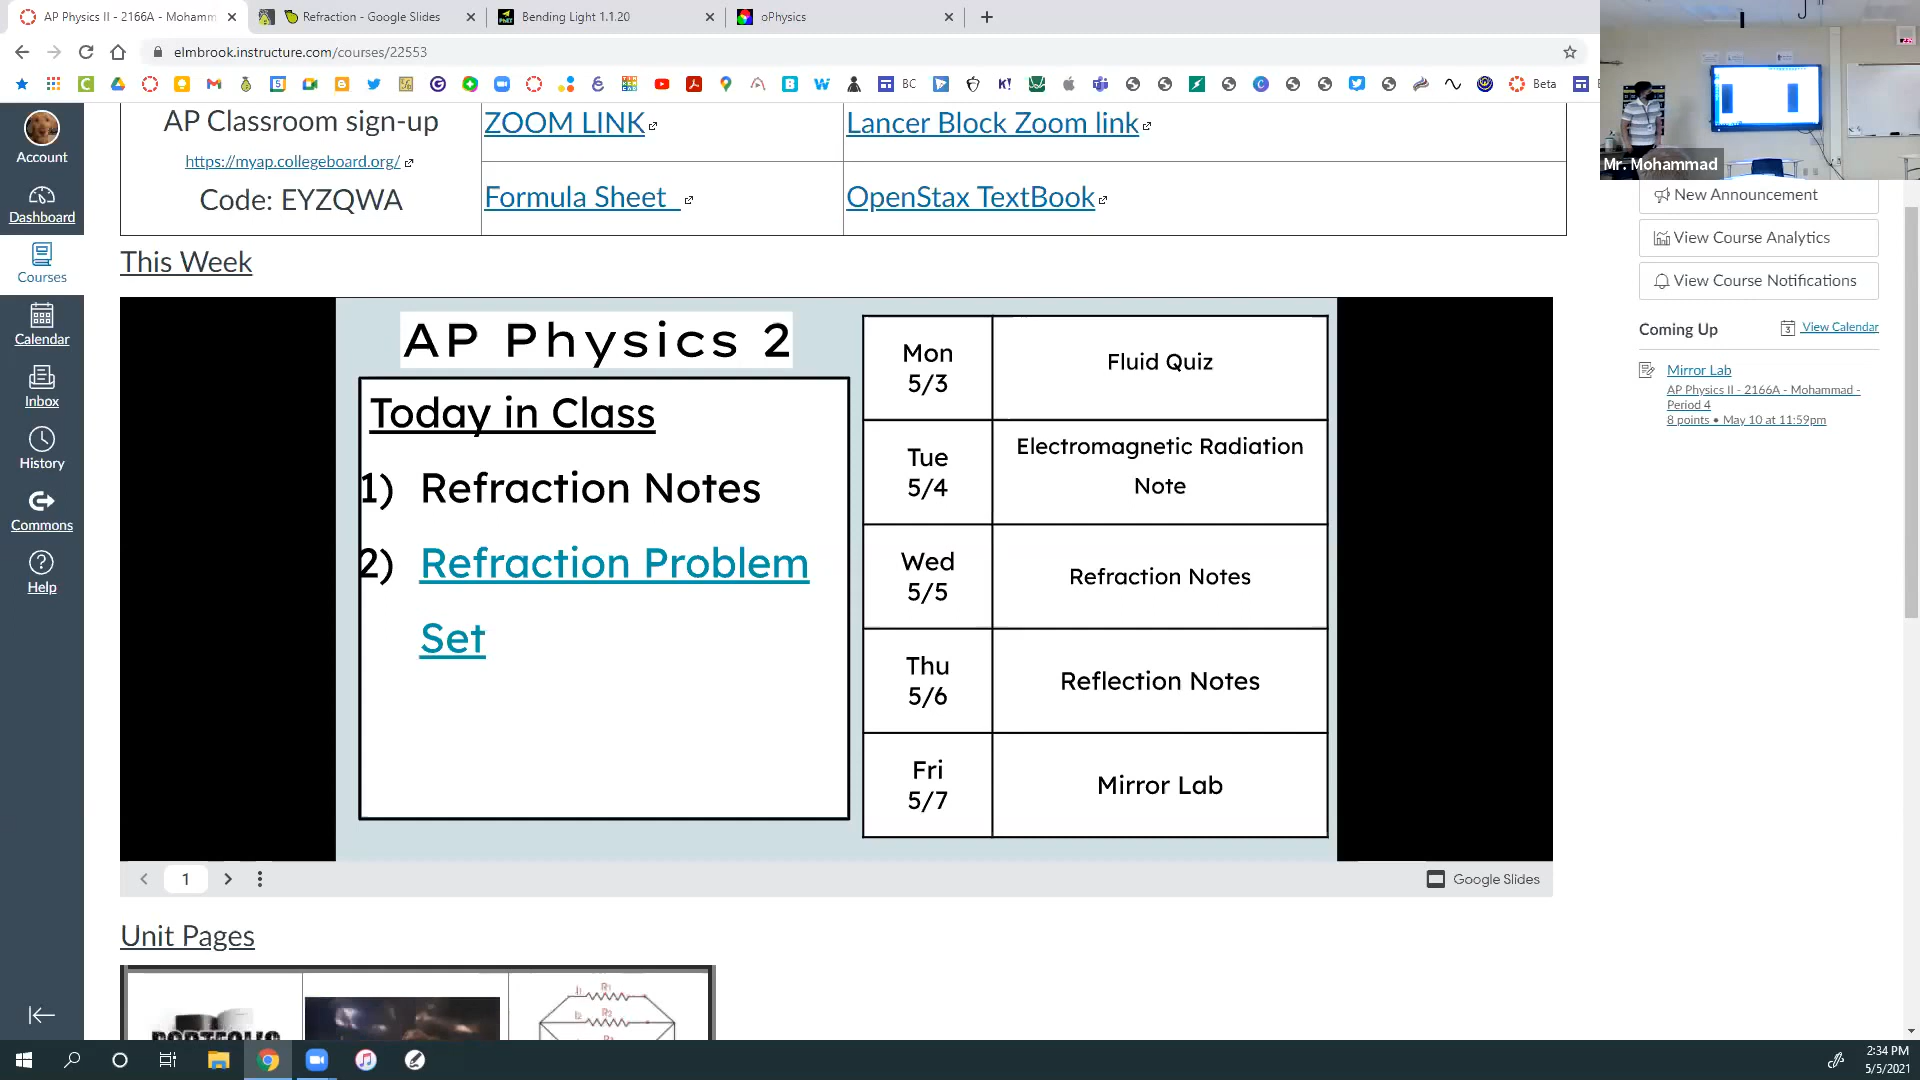 AP Physics II - 2166A - Mohamm
Refraction - Google Slides
Bending Light 1.1.20
oPhysics
elmbrook.instructure.com/courses/22553
BC
Beta
Mr. Mohammad
Account
Dashboard
Courses
Calendar
Inbox
History
Commons
Help
AP Classroom sign-up
https://myap.collegeboard.org/
Code: EYZQWA
ZOOM LINK
Lancer Block Zoom link
Formula Sheet
OpenStax TextBook
This Week
AP Physics 2
Today in Class
1) Refraction Notes
2) Refraction Problem
Set
Mon
5/3
Fluid Quiz
Tue
5/4
Electromagnetic Radiation
Note
Wed
5/5
Refraction Notes
Thu
5/6
Reflection Notes
Fri
5/7
Mirror Lab
1
Google Slides
Unit Pages
PORTFOLIO
R1
R2
New Announcement
View Course Analytics
View Course Notifications
Coming Up
3 View Calendar
Mirror Lab
AP Physics II - 2166A - Mohammad -
Period 4
8 points • May 10 at 11:59pm
2:34 PM
5/5/2021